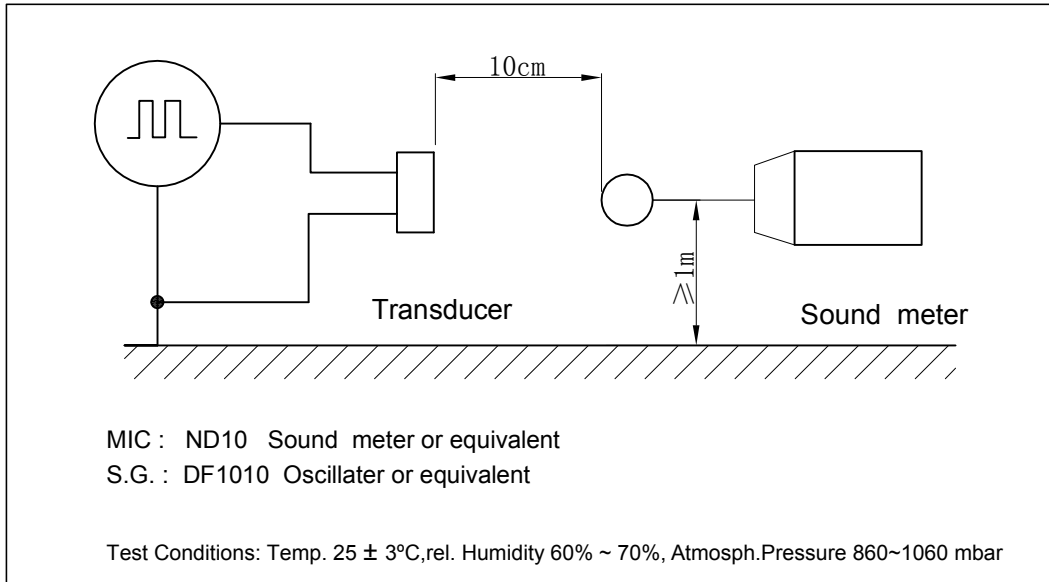 10cm
≥1m
Transducer
Sound meter
MIC : ND10 Sound meter or equivalent
S.G. : DF1010 Oscillater or equivalent
Test Conditions: Temp. 25 ± 3ºC,rel. Humidity 60% ~ 70%, Atmosph.Pressure 860~1060 mbar